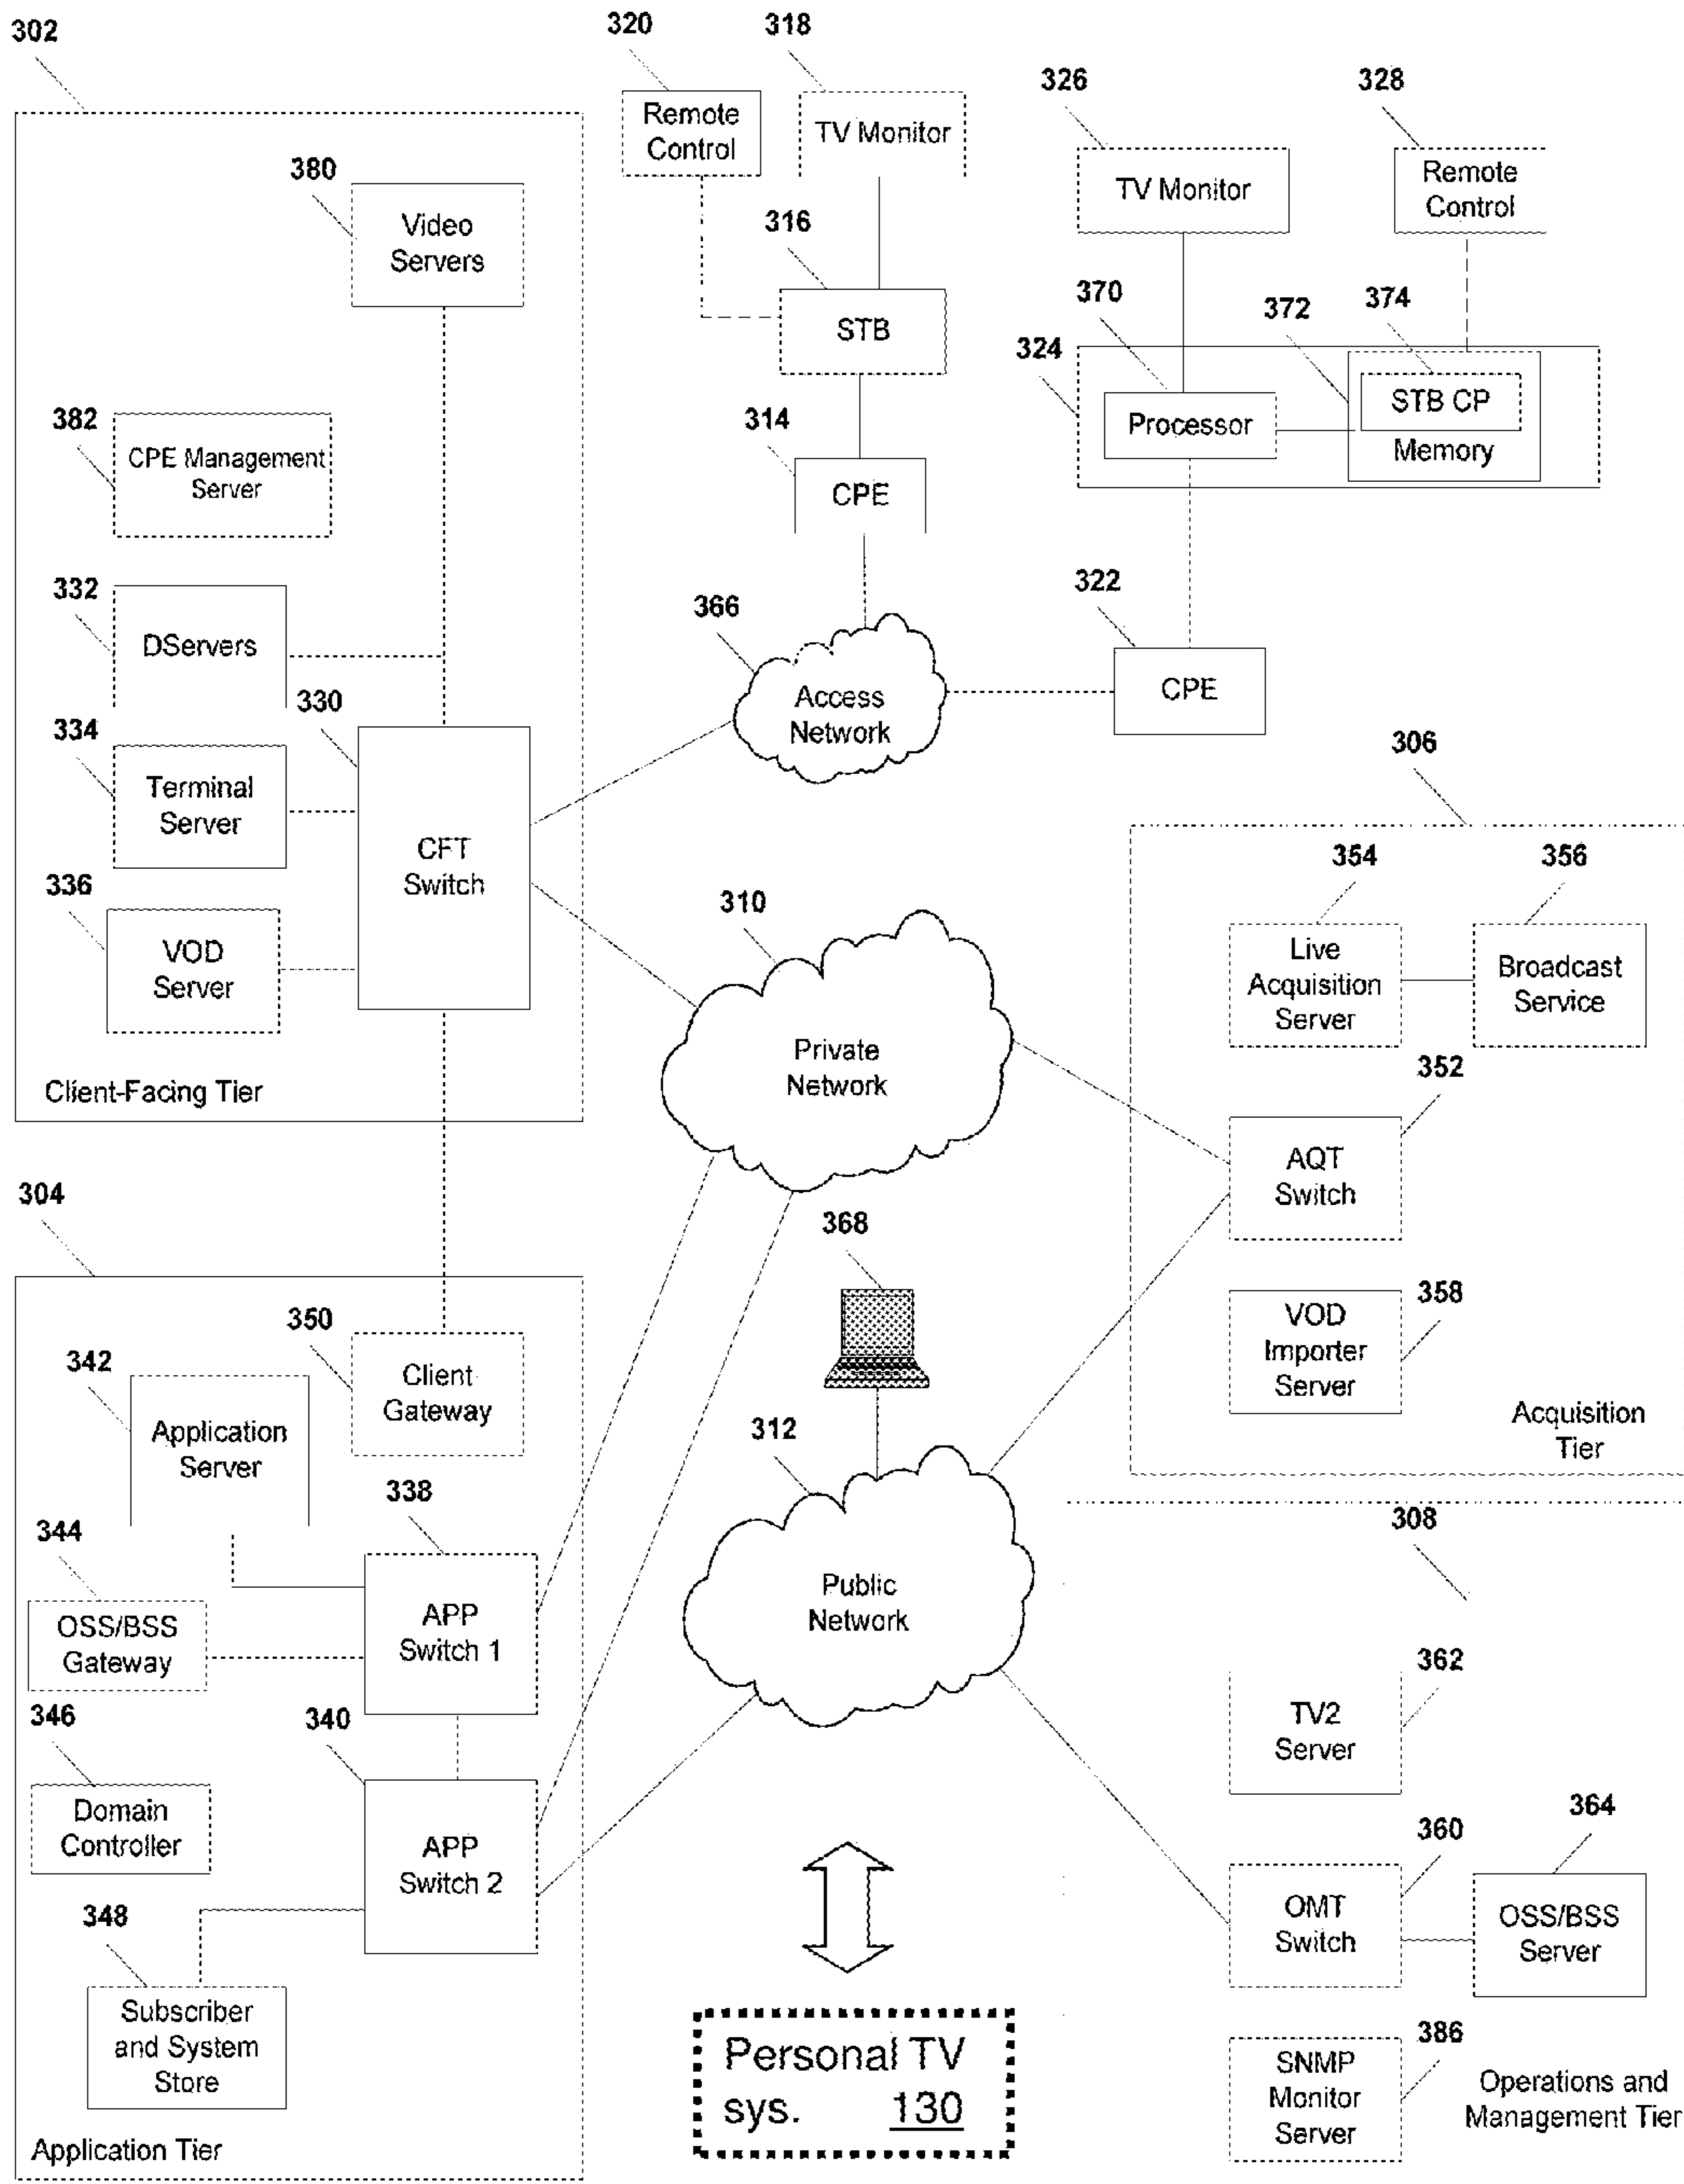 302
320
318
326
328
Remote
Control
TV Monitor
TV Monitor
Remote
Control
380
Video
Servers
316
STB
370
372
374
324
STB CP
Processor
Memory
382
CPE Management
Server
314
CPE
332
DServers
366
Access
Network
322
CPE
330
334
Terminal
Server
CFT
Switch
336
VOD
Server
Client-Facing Tier
306
354
356
Live
Acquisition
Server
Broadcast
Service
310
Private
Network
352
AQT
Switch
358
VOD
Importer
Server
Acquisition
Tier
304
368
350
Client
Gateway
342
Application
Server
312
Public
Network
338
344
OSS/BSS
Gateway
APP
Switch 1
308
362
TV2
Server
346
340
Domain
Controller
APP
Switch 2
360
364
OMT
Switch
OSS/BSS
Server
348
Subscriber
and System
Store
Application Tier
Personal TV
sys. 130
386
SNMP
Monitor
Server
Operations and
Management Tier